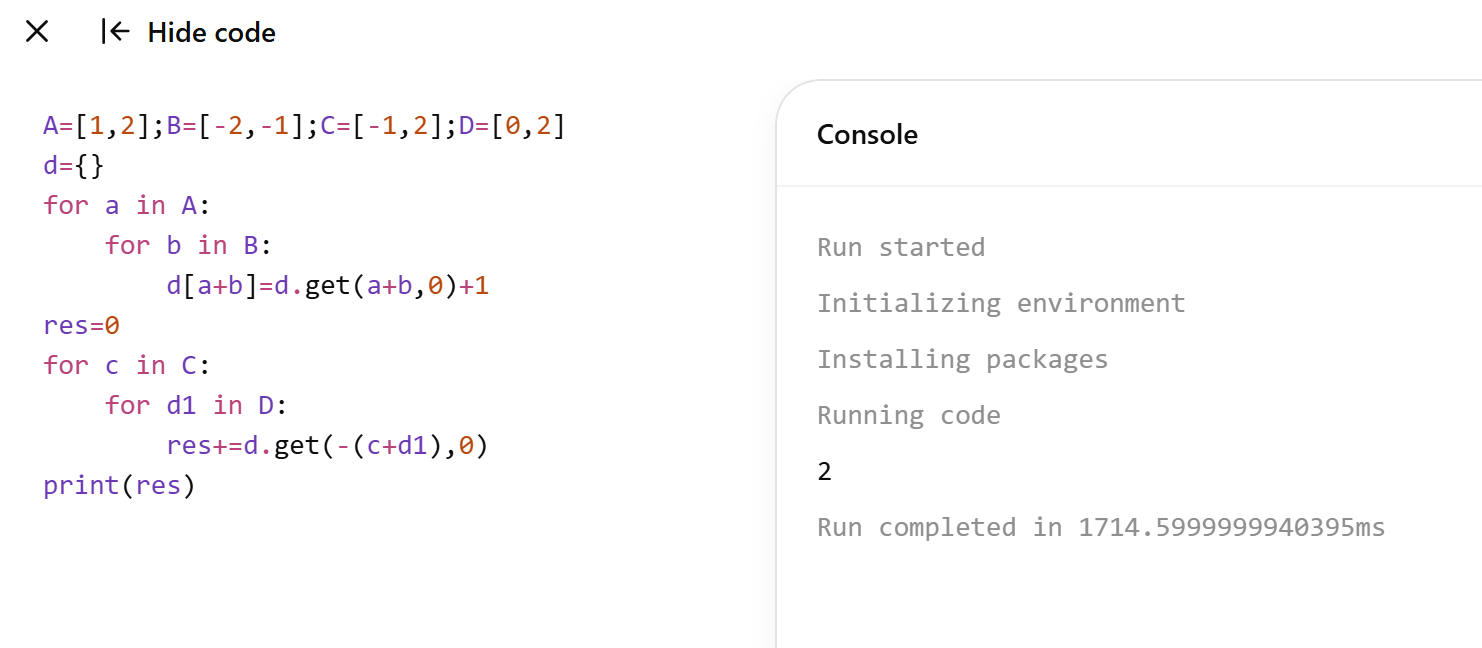 Hide code
A=[1,2];B=[-2,-1];C=[-1,2];D=[0,2]
d={}
for a in A:
    for b in B:
        d[a+b]=d.get(a+b,0)+1
res=0
for c in C:
    for d1 in D:
        res+=d.get(-(c+d1),0)
print(res)
Console
Run started
Initializing environment
Installing packages
Running code
2
Run completed in 1714.5999999940395ms